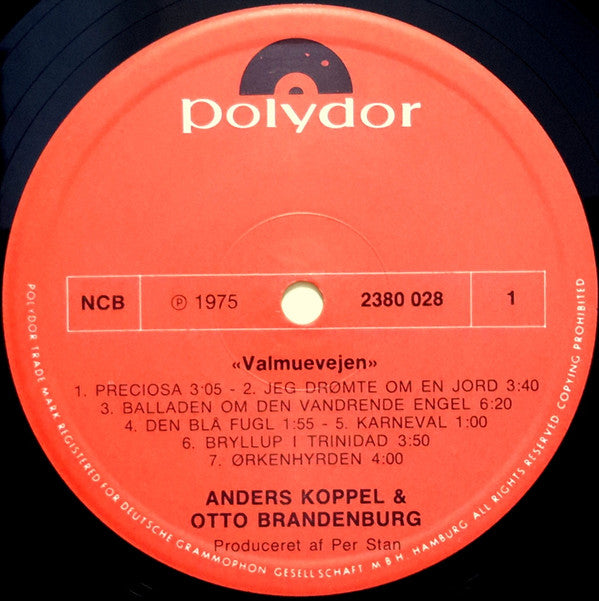 polydor
NCB ℗ 1975 2380 028 1
«Valmuevejen»
1. PRECIOSA 3:05 - 2. JEG DRØMTE OM EN JORD 3:40
3. BALLADEN OM DEN VANDRENDE ENGEL 6:20
4. DEN BLÅ FUGL 1:55 - 5. KARNEVAL 1:00
6. BRYLLUP I TRINIDAD 3:50
7. ØRKENHYRDEN 4:00
ANDERS KOPPEL &
OTTO BRANDENBURG
Produceret af Per Stan
POLYDOR TRADE MARK REGISTERED FOR DEUTSCHE GRAMMOPHON GESELLSCHAFT M B H. HAMBURG ALL RIGHTS RESERVED COPYING PROHIBITED